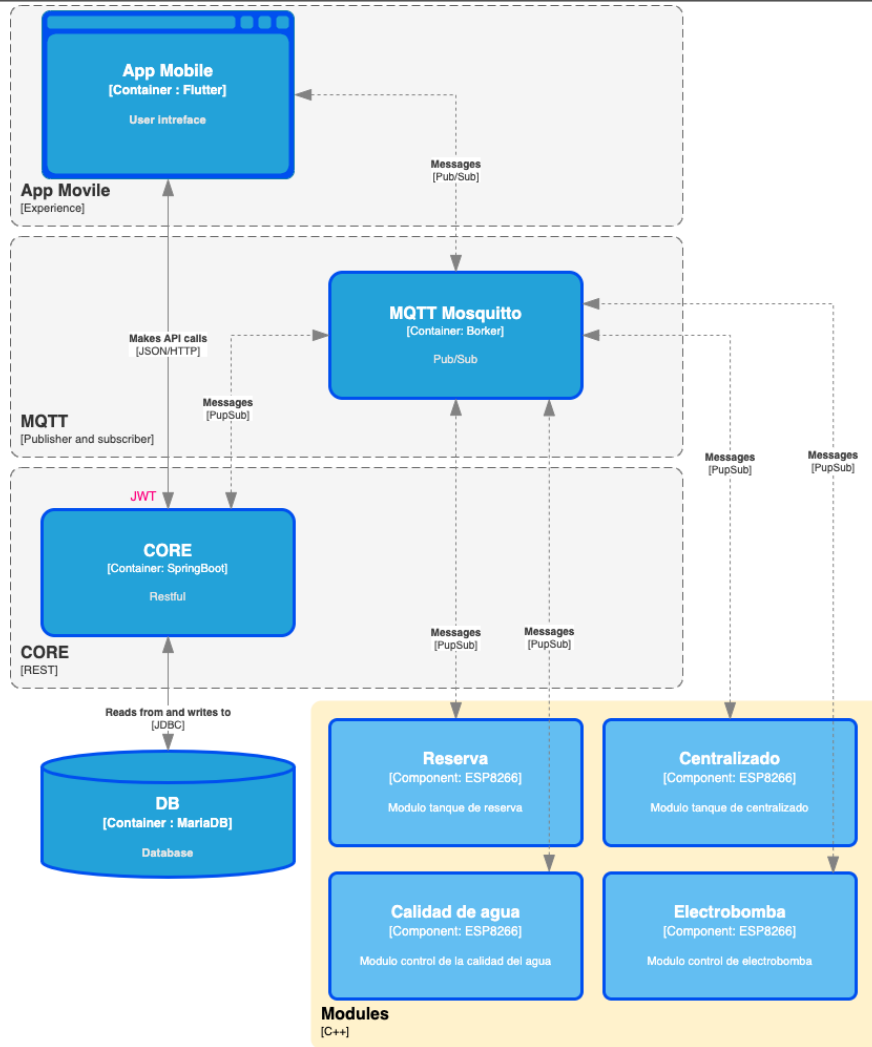 App Mobile
[Container : Flutter]
User intreface
Messages
[Pub/Sub]
App Movile
[Experience]
MQTT Mosquitto
[Container: Borker]
Pub/Sub
Makes API calls
[JSON/HTTP]
Messages
[PupSub]
MQTT
[Publisher and subscriber]
Messages
[PupSub]
Messages
[PupSub]
JWT
CORE
[Container: SpringBoot]
Restful
Messages
[PupSub]
Messages
[PupSub]
CORE
[REST]
Reads from and writes to
[JDBC]
DB
[Container : MariaDB]
Database
Reserva
[Component: ESP8266]
Modulo tanque de reserva
Centralizado
[Component: ESP8266]
Modulo tanque de centralizado
Calidad de agua
[Component: ESP8266]
Modulo control de la calidad del agua
Electrobomba
[Component: ESP8266]
Modulo control de electrobomba
Modules
[C++]